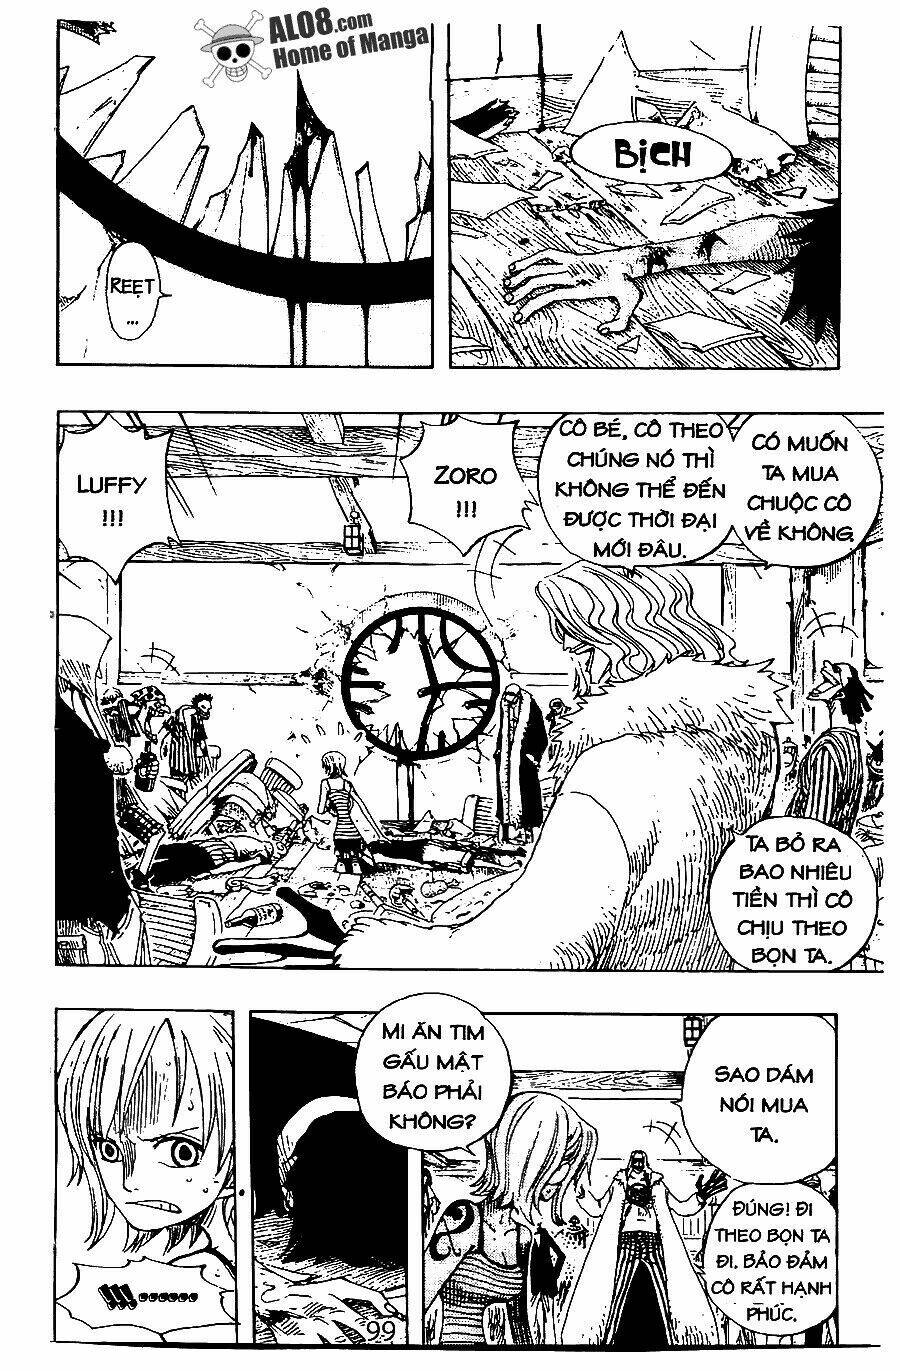 AL08.com
Home of Manga
BỊCH
REẸT
...
CÓ MUỐN
TA MUA
CHUỘC CÔ
VỀ KHÔNG.
CÔ BÉ, CÔ THEO
CHÚNG NÓ THÌ
KHÔNG THỂ ĐẾN
ĐƯỢC THỜI ĐẠI
MỚI ĐÂU.
ZORO
!!!
LUFFY
!!!
TA BỎ RA
BAO NHIÊU
TIỀN THÌ CÔ
CHỊU THEO
BỌN TA.
SAO DÁM
NÓI MUA
TA.
ĐÚNG! ĐI
THEO BỌN TA
ĐI. BẢO ĐẢM
CÔ RẤT HẠNH
PHÚC.
MI ĂN TIM
GẤU MẬT
BÁO PHẢI
KHÔNG?
!!!......
99